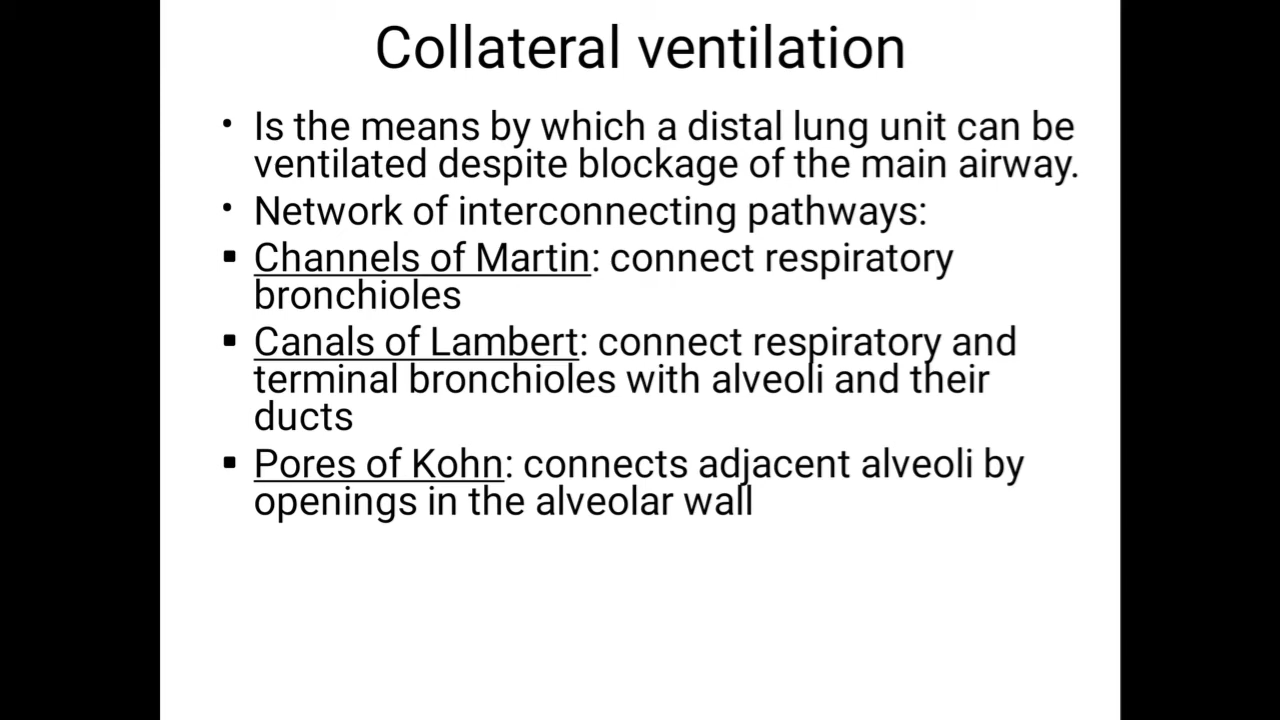 Collateral ventilation
• Is the means by which a distal lung unit can be
ventilated despite blockage of the main airway.
• Network of interconnecting pathways:
▪ Channels of Martin: connect respiratory
bronchioles
▪ Canals of Lambert: connect respiratory and
terminal bronchioles with alveoli and their
ducts
▪ Pores of Kohn: connects adjacent alveoli by
openings in the alveolar wall